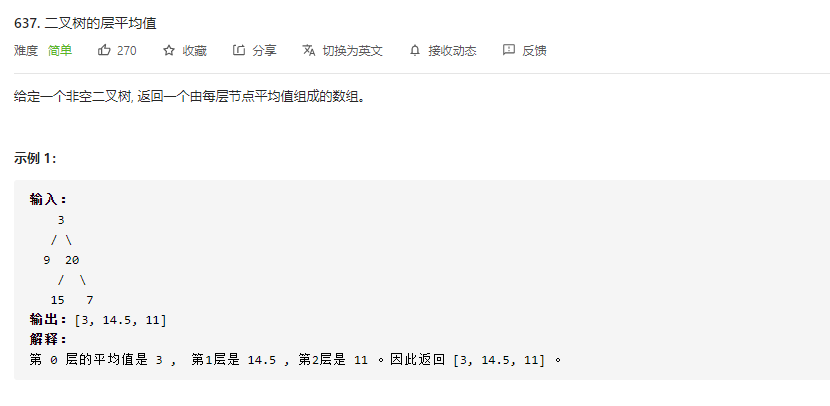 637. 二叉树的层平均值
难度 简单 270 收藏 分享 切换为英文 接收动态 反馈
给定一个非空二叉树, 返回一个由每层节点平均值组成的数组。
示例 1：
输入：
3
/ \
9 20
/ \
15 7
输出：[3, 14.5, 11]
解释：
第 0 层的平均值是 3 ,  第1层是 14.5 , 第2层是 11 。因此返回 [3, 14.5, 11] 。